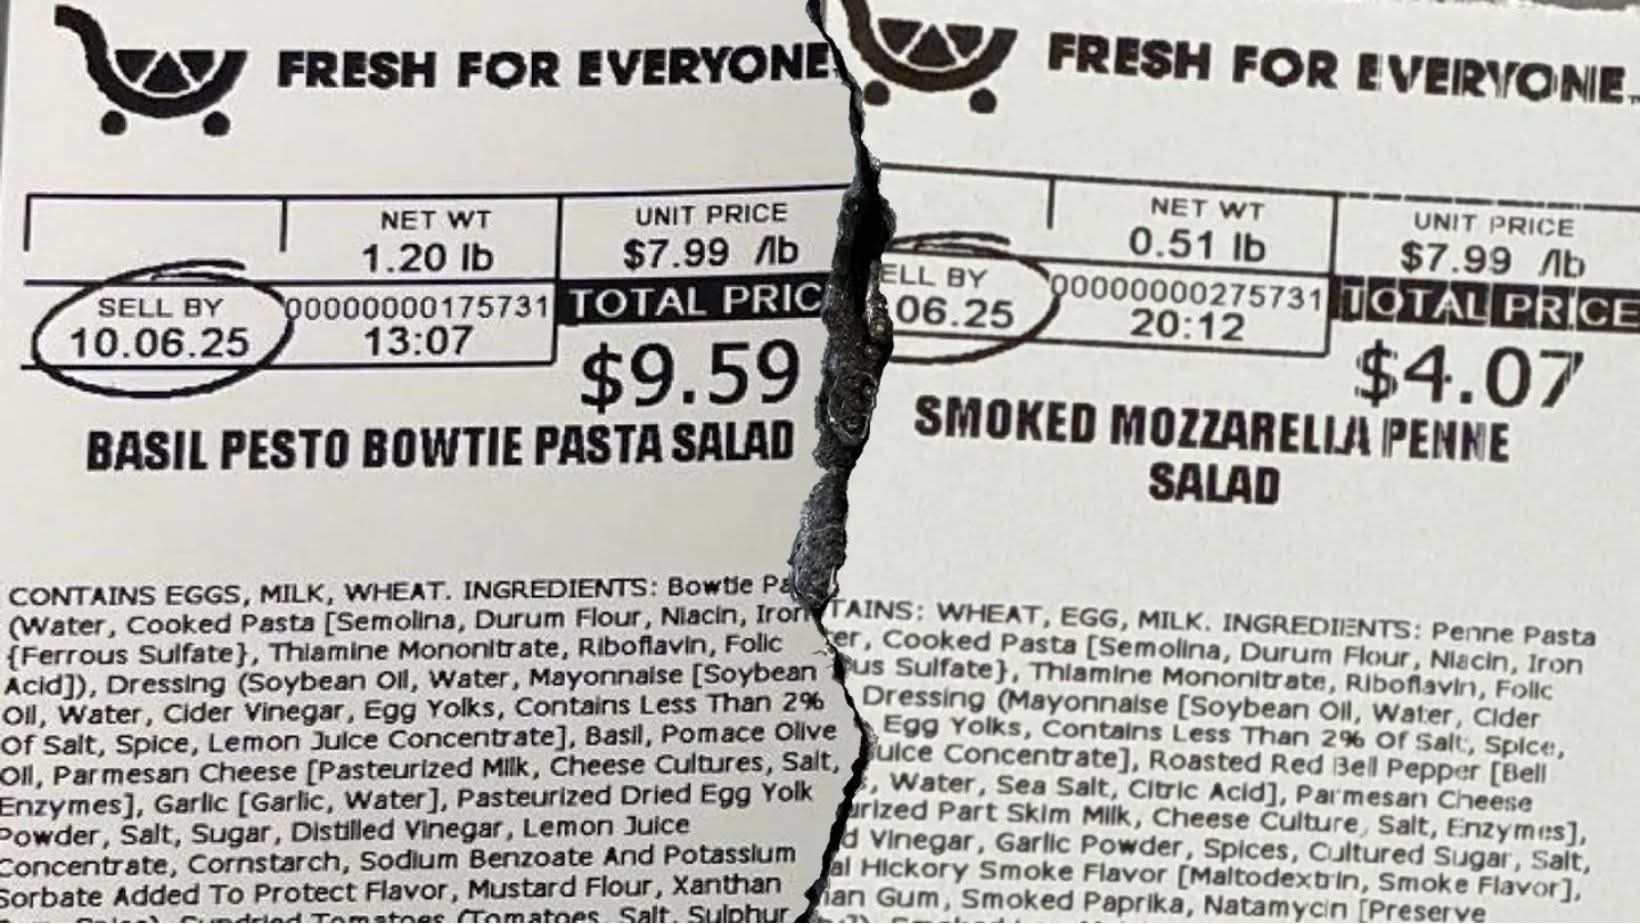 FRESH FOR EVERYONE
NET WT
1.20 lb
UNIT PRICE
$7.99 /lb
SELL BY
10.06.25
00000000175731
13:07
TOTAL PRIC
$9.59
BASIL PESTO BOWTIE PASTA SALAD
CONTAINS EGGS, MILK, WHEAT. INGREDIENTS: Bowtie Pa
(Water, Cooked Pasta [Semolina, Durum Flour, Niacin, Iron
{Ferrous Sulfate}, Thiamine Mononitrate, Riboflavin, Folic
Acid]), Dressing (Soybean Oil, Water, Mayonnaise [Soybean
Oil, Water, Cider Vinegar, Egg Yolks, Contains Less Than 2%
Of Salt, Spice, Lemon Juice Concentrate], Basil, Pomace Olive
Oil, Parmesan Cheese [Pasteurized Milk, Cheese Cultures, Salt,
Enzymes], Garlic [Garlic, Water], Pasteurized Dried Egg Yolk
Powder, Salt, Sugar, Distilled Vinegar, Lemon Juice
Concentrate, Cornstarch, Sodium Benzoate And Potassium
Sorbate Added To Protect Flavor, Mustard Flour, Xanthan
Sundried Tomatoes (Tomatoes, Salt, Sulphur
FRESH FOR EVERYONE™
NET WT
0.51 lb
UNIT PRICE
$7.99 /lb
ELL BY
06.25
00000000275731
20:12
TOTAL PRICE
$4.07
SMOKED MOZZARELLA PENNE
SALAD
TAINS: WHEAT, EGG, MILK. INGREDIENTS: Penne Pasta
er, Cooked Pasta [Semolina, Durum Flour, Niacin, Iron
us Sulfate}, Thiamine Mononitrate, Riboflavin, Folic
Dressing (Mayonnaise [Soybean Oil, Water, Cider
Egg Yolks, Contains Less Than 2% Of Salt, Spice,
uice Concentrate], Roasted Red Bell Pepper [Bell
, Water, Sea Salt, Citric Acid], Parmesan Cheese
urized Part Skim Milk, Cheese Culture, Salt, Enzymes],
d Vinegar, Garlic Powder, Spices, Cultured Sugar, Salt,
al Hickory Smoke Flavor [Maltodextrin, Smoke Flavor],
an Gum, Smoked Paprika, Natamycin [Preserve